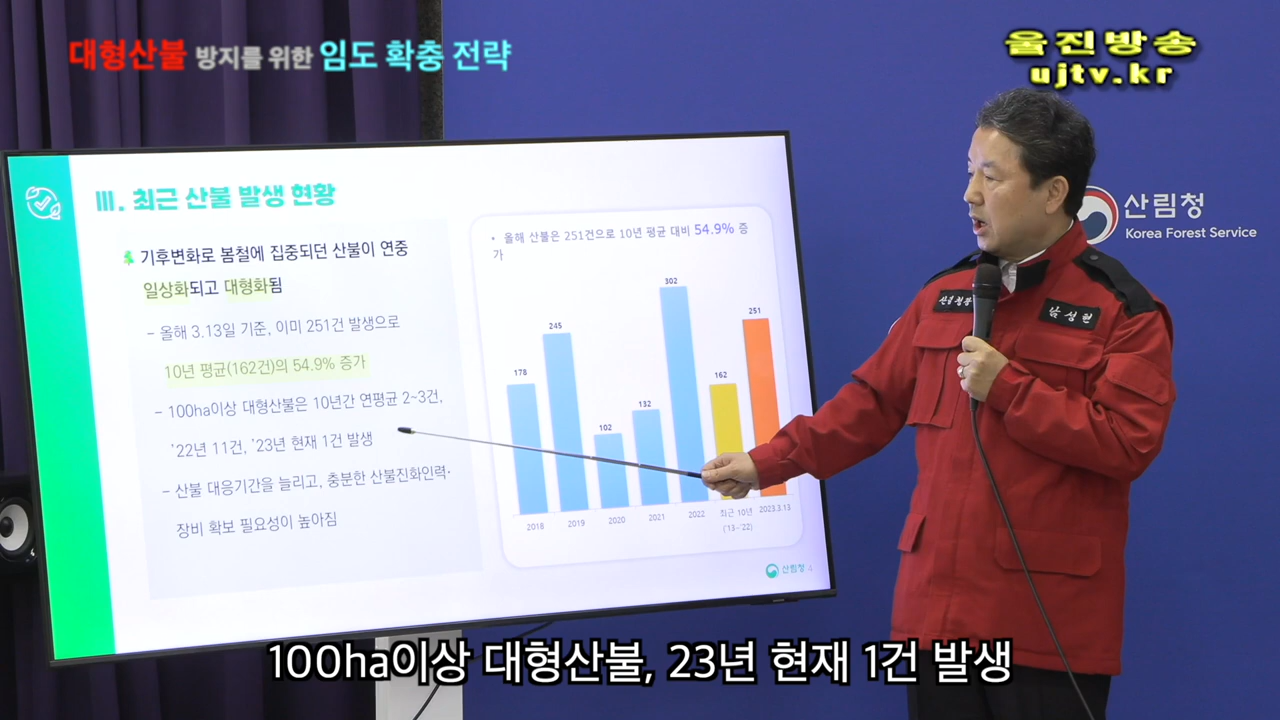 대형산불 방지를 위한 임도 확충 전략
울진방송
ujtv.kr
Ⅲ. 최근 산불 발생 현황
기후변화로 봄철에 집중되던 산불이 연중
일상화되고 대형화됨
- 올해 3.13일 기준, 이미 251건 발생으로
10년 평균(162건)의 54.9% 증가
- 100ha이상 대형산불은 10년간 연평균 2~3건,
'22년 11건, '23년 현재 1건 발생
- 산불 대응기간을 늘리고, 충분한 산불진화인력·
장비 확보 필요성이 높아짐
• 올해 산불은 251건으로 10년 평균 대비 54.9% 증
가
178
245
102
132
302
162
251
2018
2019
2020
2021
2022
최근 10년
('13~'22)
2023.3.13
산림청 4
산림청
Korea Forest Service
산림청장
남성현
100ha이상 대형산불, 23년 현재 1건 발생